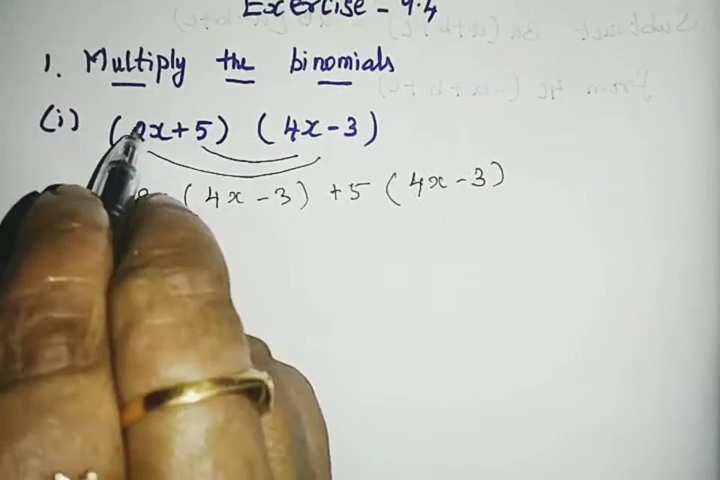 Exercise - 9.4
1. Multiply the binomials
(i) (2x+5) (4x-3)
(4x-3) +5 (4x-3)